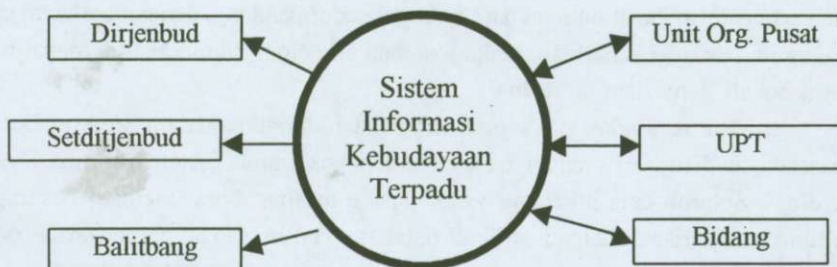 Dirjenbud
Setditjenbud
Balitbang
Sistem
Informasi
Kebudayaan
Terpadu
Unit Org. Pusat
UPT
Bidang